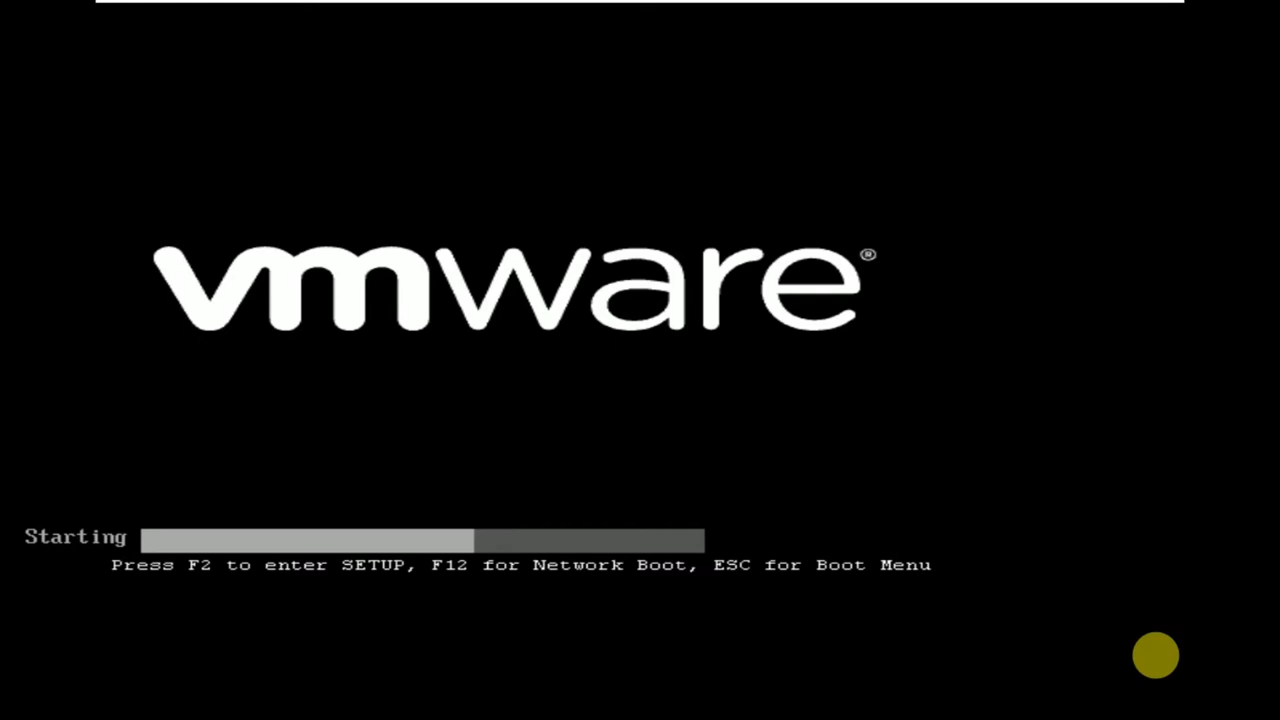 vmware®
Starting
Press F2 to enter SETUP, F12 for Network Boot, ESC for Boot Menu